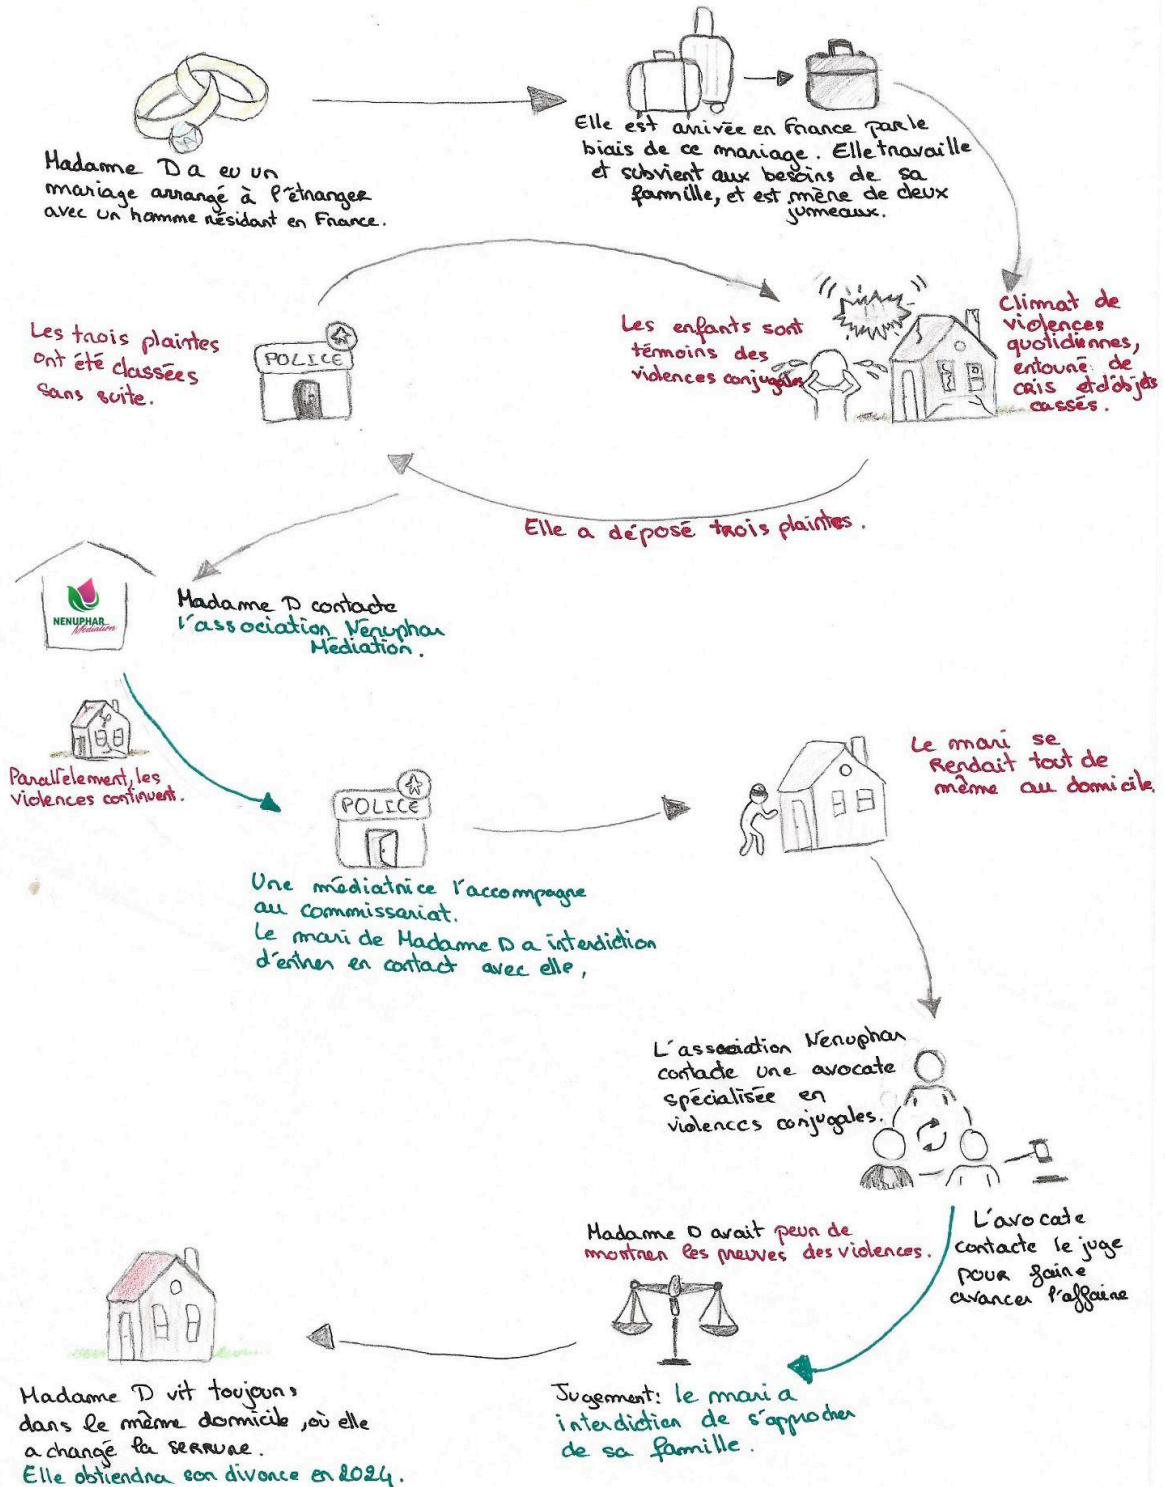 Madame D a eu un
mariage arrangé à l'étranger
avec un homme résidant en France.
Elle est arrivée en France par le
biais de ce mariage. Elle travaille
et subvient aux besoins de sa
famille, et est mère de deux
jumeaux.
Climat de
violences
quotidiennes,
entouré de
cris et d'objets
cassés.
Les enfants sont
témoins des
violences conjugales
Elle a déposé trois plaintes.
POLICE
Les trois plaintes
ont été classées
sans suite.
NENUPHAR
Médiation
Madame D contacte
l'association Nénuphar
Médiation.
Parallèlement, les
violences continuent.
POLICE
Une médiatrice l'accompagne
au commissariat.
Le mari de Madame D a interdiction
d'entrer en contact avec elle,
Le mari se
rendait tout de
même au domicile.
L'association Nénuphar
contacte une avocate
spécialisée en
violences conjugales.
L'avocate
contacte le juge
pour faire
avancer l'affaire
Madame D avait peur de
montrer les preuves des violences.
Jugement: le mari a
interdiction de s'approcher
de sa famille.
Madame D vit toujours
dans le même domicile, où elle
a changé la serrure.
Elle obtiendra son divorce en 2024.